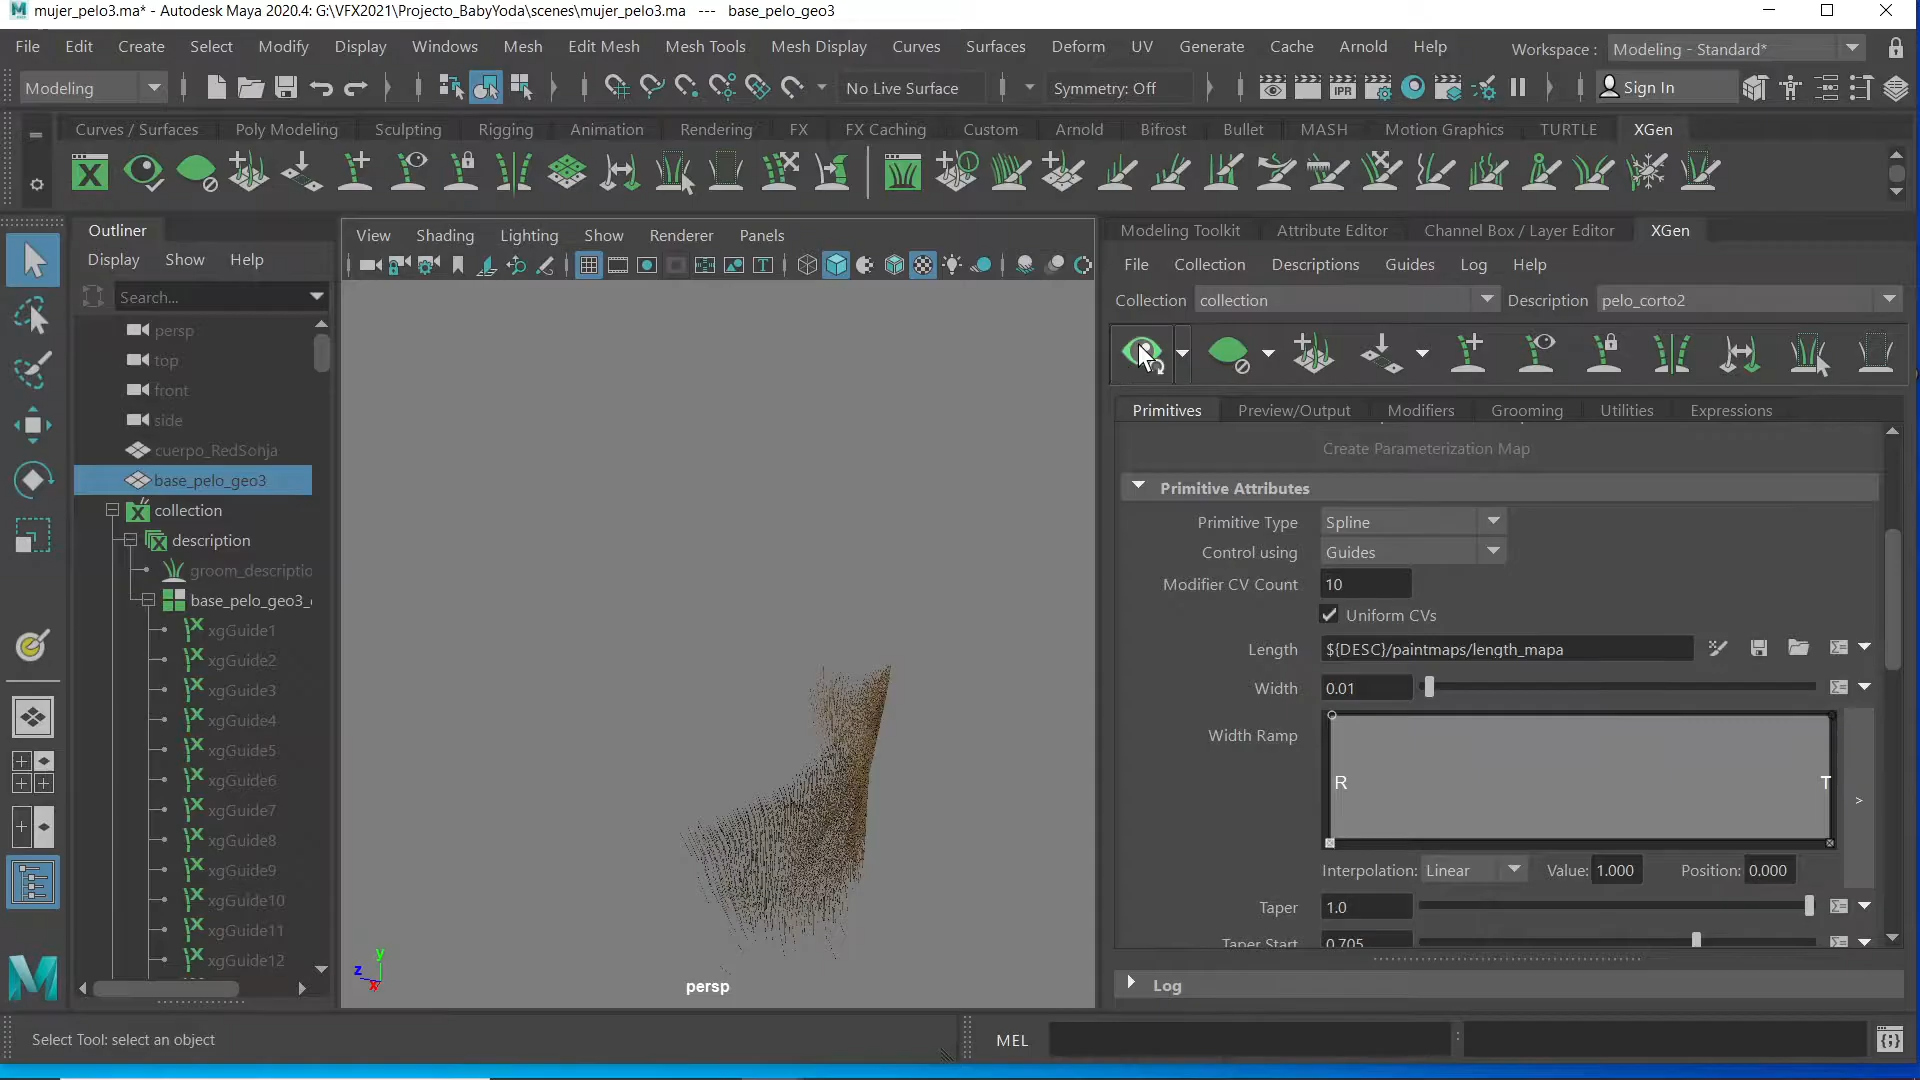 mujer_pelo3.ma* - Autodesk Maya 2020.4: G:\VFX2021\Projecto_BabyYoda\scenes\mujer_pelo3.ma --- base_pelo_geo3
File Edit Create Select Modify Display Windows Mesh Edit Mesh Mesh Tools Mesh Display Curves Surfaces Deform UV Generate Cache Arnold Help Workspace : Modeling - Standard*
Modeling No Live Surface Symmetry: Off IPR Sign In
Curves / Surfaces Poly Modeling Sculpting Rigging Animation Rendering FX FX Caching Custom Arnold Bifrost Bullet MASH Motion Graphics TURTLE XGen
Outliner
Display Show Help
Search...
persp
top
front
side
cuerpo_RedSohja
base_pelo_geo3
collection
description
groom_descriptio
base_pelo_geo3_
xgGuide1
xgGuide2
xgGuide3
xgGuide4
xgGuide5
xgGuide6
xgGuide7
xgGuide8
xgGuide9
xgGuide10
xgGuide11
xgGuide12
View Shading Lighting Show Renderer Panels
y
z
x
persp
Modeling Toolkit Attribute Editor Channel Box / Layer Editor XGen
File Collection Descriptions Guides Log Help
Collection collection Description pelo_corto2
Primitives Preview/Output Modifiers Grooming Utilities Expressions
Create Parameterization Map
Primitive Attributes
Primitive Type Spline
Control using Guides
Modifier CV Count 10
Uniform CVs
Length ${DESC}/paintmaps/length_mapa
Width 0.01
Width Ramp
R T
>
Interpolation: Linear Value: 1.000 Position: 0.000
Taper 1.0
Taper Start 0.705
Log
Select Tool: select an object
MEL